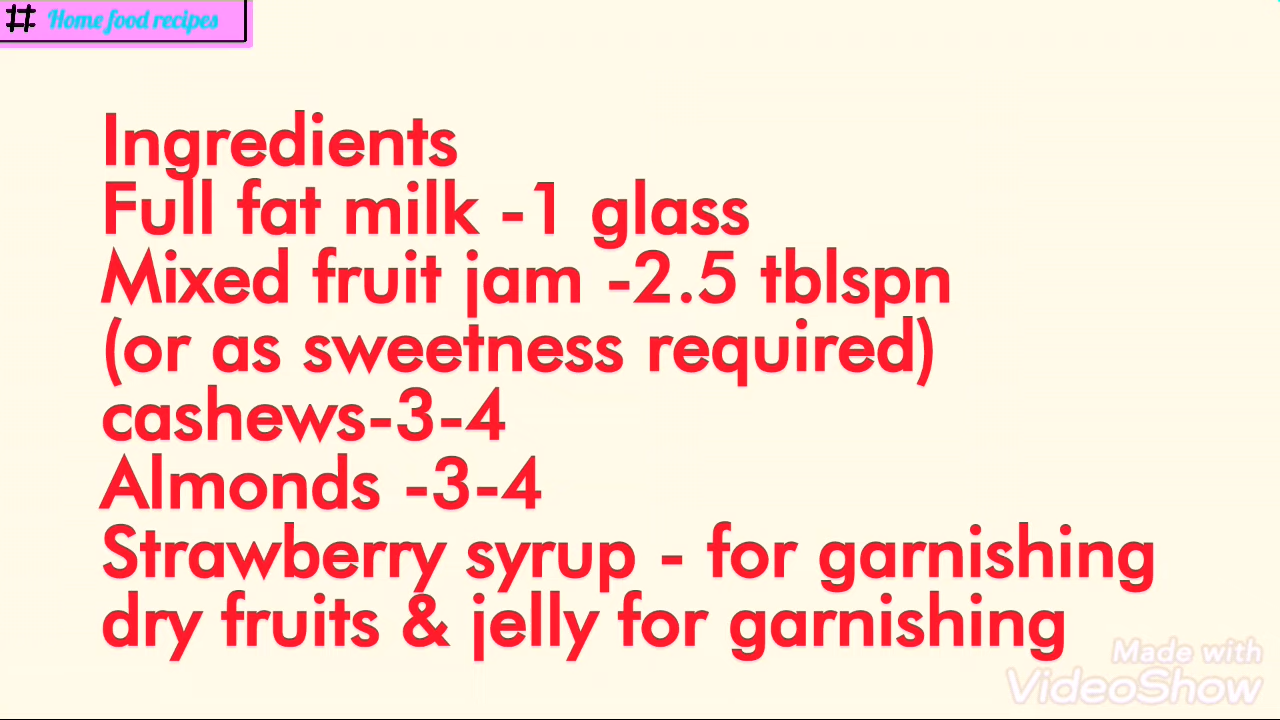 # Home food recipes
Ingredients
Full fat milk -1 glass
Mixed fruit jam -2.5 tblspn
(or as sweetness required)
cashews-3-4
Almonds -3-4
Strawberry syrup - for garnishing
dry fruits & jelly for garnishing
Made with
VideoShow